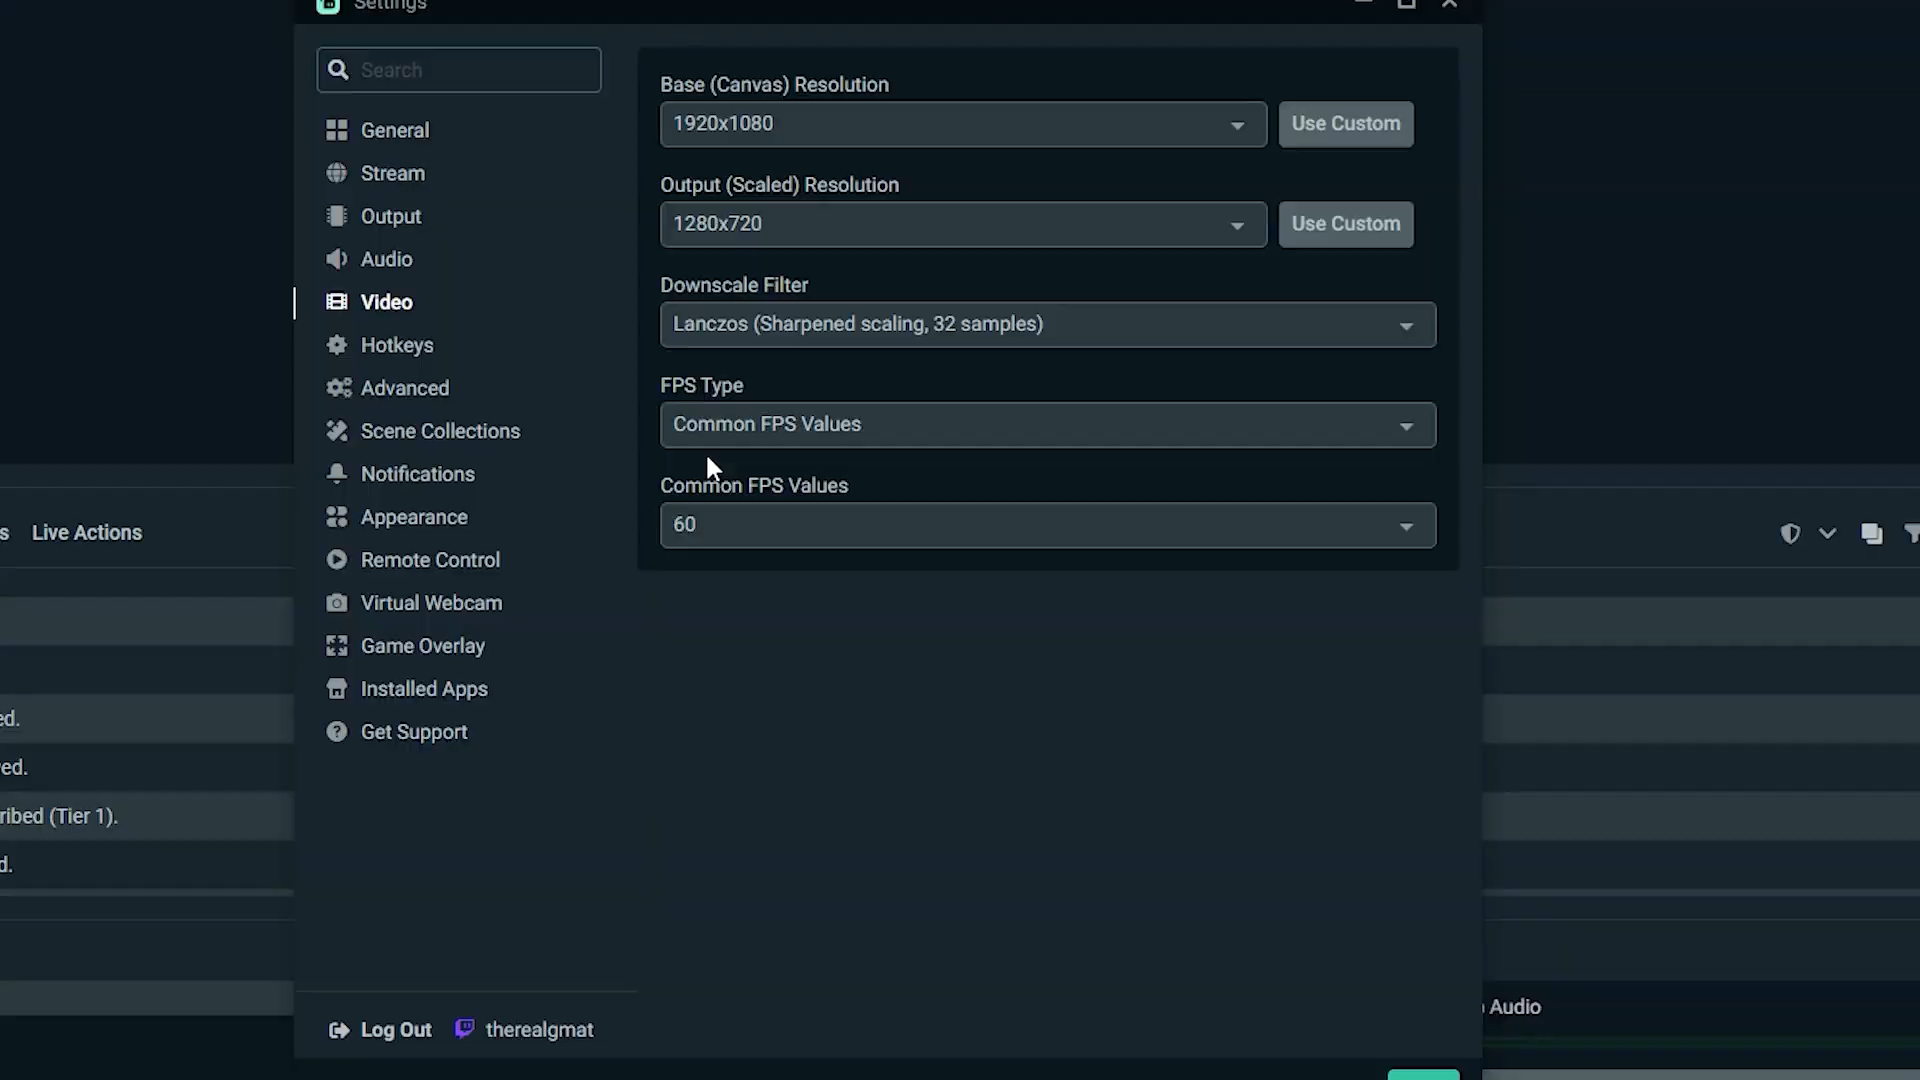 Settings
Search
General
Stream
Output
Audio
Video
Hotkeys
Advanced
Scene Collections
Notifications
Appearance
Remote Control
Virtual Webcam
Game Overlay
Installed Apps
Get Support
Log Out
therealgmat
Base (Canvas) Resolution
1920x1080
Use Custom
Output (Scaled) Resolution
1280x720
Use Custom
Downscale Filter
Lanczos (Sharpened scaling, 32 samples)
FPS Type
Common FPS Values
Common FPS Values
60
s Live Actions
ed.
ed.
ribed (Tier 1).
d.
Audio